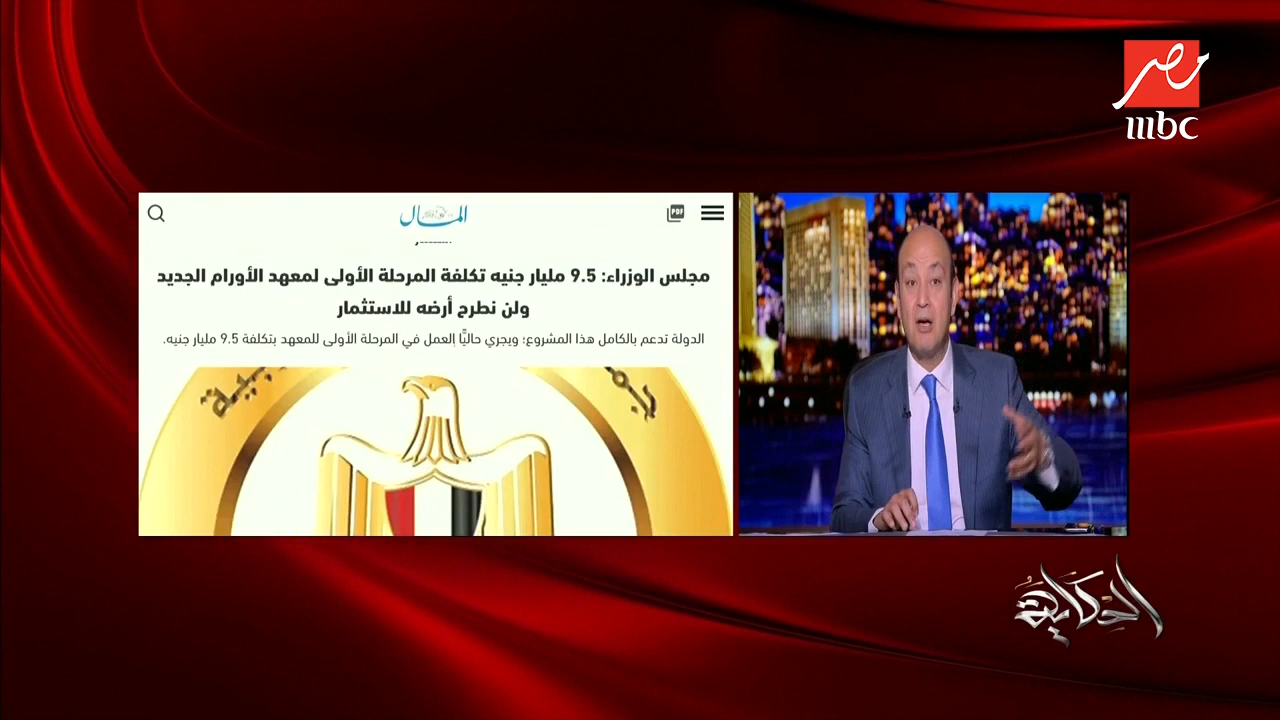 مصر
mbc
المال
PDF
مجلس الوزراء: 9.5 مليار جنيه تكلفة المرحلة الأولى لمعهد الأورام الجديد
ولن نطرح أرضه للاستثمار
الدولة تدعم بالكامل هذا المشروع؛ ويجري حاليًّا العمل في المرحلة الأولى للمعهد بتكلفة 9.5 مليار جنيه.
الحكاية